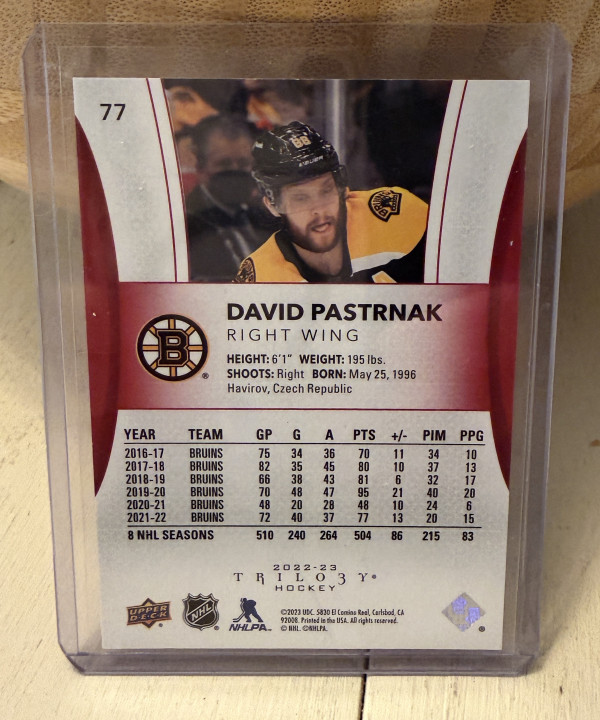 77
88
BAUER
DAVID PASTRNAK
RIGHT WING
HEIGHT: 6'1" WEIGHT: 195 lbs.
SHOOTS: Right BORN: May 25, 1996
Havirov, Czech Republic
B
®
YEAR TEAM GP G A PTS +/- PIM PPG
2016-17 BRUINS 75 34 36 70 11 34 10
2017-18 BRUINS 82 35 45 80 10 37 13
2018-19 BRUINS 66 38 43 81 6 32 17
2019-20 BRUINS 70 48 47 95 21 40 20
2020-21 BRUINS 48 20 28 48 10 24 6
2021-22 BRUINS 72 40 37 77 13 20 15
8 NHL SEASONS 510 240 264 504 86 215 83
2022-23
TRILO3Y®
HOCKEY
UPPER DECK
NHL
NHLPA
©2023 UDC. 5830 El Camino Real, Carlsbad, CA
92008. Printed in the USA. All rights reserved.
© NHL. ©NHLPA.
®